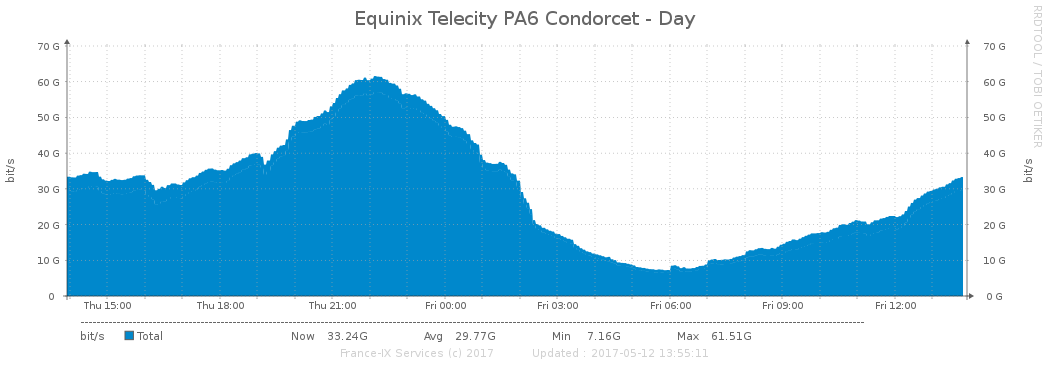 Equinix Telecity PA6 Condorcet - Day
RRDTOOL / TOBI OETIKER
70 G 70 G
60 G 60 G
50 G 50 G
40 G 40 G
30 G 30 G
20 G 20 G
10 G 10 G
0 0 G
bit/s bit/s
Thu 15:00 Thu 18:00 Thu 21:00 Fri 00:00 Fri 03:00 Fri 06:00 Fri 09:00 Fri 12:00
bit/s Total Now 33.24G Avg 29.77G Min 7.16G Max 61.51G
France-IX Services (c) 2017 Updated : 2017-05-12 13:55:11